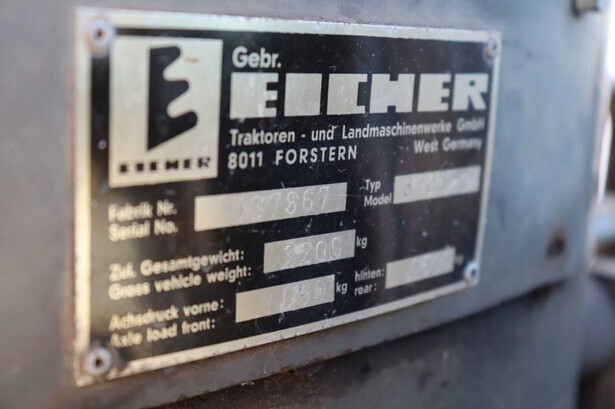 EICHER
Gebr.
EICHER
Traktoren - und Landmaschinenwerke GmbH
8011 FORSTERN West Germany
Fabrik Nr.
Serial No.
Typ
Model
Zul. Gesamtgewicht:
Gross vehicle weight:
kg
Achsdruck vorne:
Axle load front:
kg
hinten:
rear: